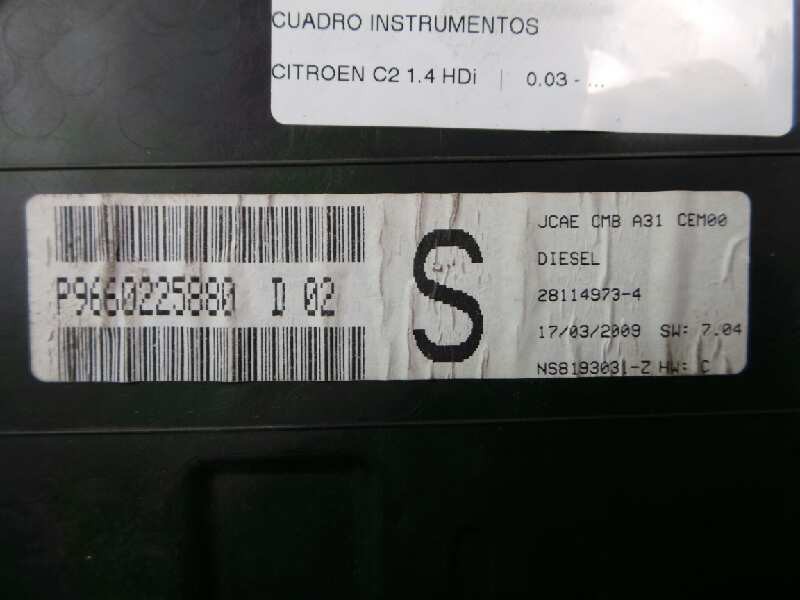 CUADRO INSTRUMENTOS
CITROEN C2 1.4 HDi | 0.03 - ...
P9660225880 D 02
S
JCAE CMB A31 CEM00
DIESEL
28114973-4
17/03/2009 SW: 7.04
NS8193031-Z HW: C